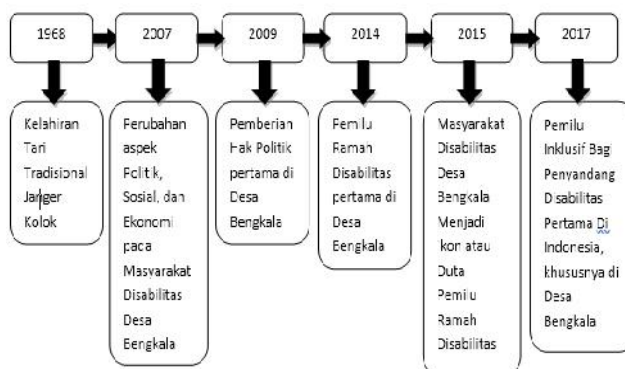 1968
2007
2009
2014
2015
2017
Kelahiran
Tari
Tradisional
Janger
Kolok
Perubahan
aspek
Politik,
Sosial, dan
Ekonomi
pada
Masyarakat
Disabilitas
Desa
Bengkala
Pemberian
Hak Politik
pertama di
Desa
Bengkala
Pemilu
Ramah
Disabilitas
pertama di
Desa
Bengkala
Masyarakat
Disabilitas
Desa
Bengkala
Menjadi
Ikon atau
Duta
Pemilu
Ramah
Disabilitas
Pemilu
Inklusif Bagi
Penyandang
Disabilitas
Pertama Di
Indonesia,
khususnya di
Desa
Bengkala